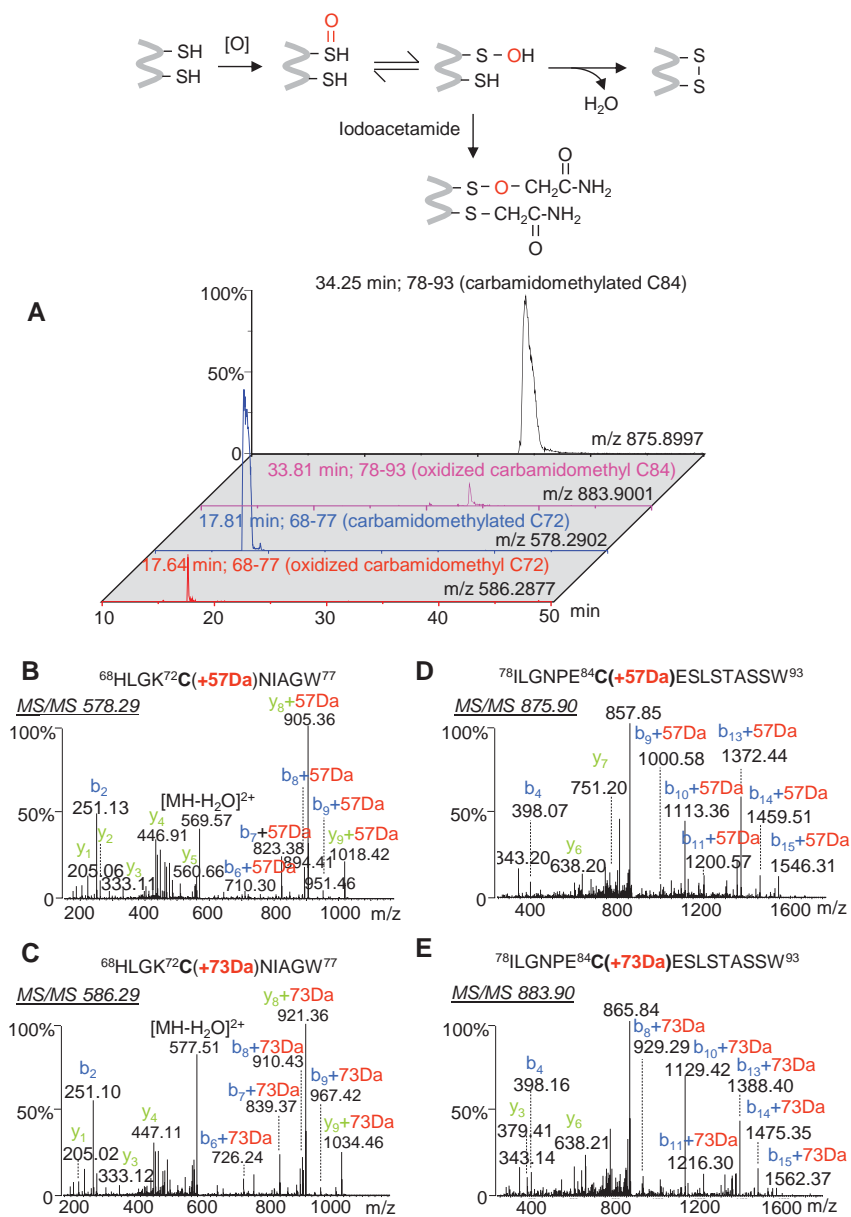 SH
SH
[O]
O
SH
SH
S - OH
SH
H2O
S
S
Iodoacetamide
O
S - O - CH2C-NH2
S - CH2C-NH2
O
A
100%
50%
0
34.25 min; 78-93 (carbamidomethylated C84)
m/z 875.8997
33.81 min; 78-93 (oxidized carbamidomethyl C84)
m/z 883.9001
17.81 min; 68-77 (carbamidomethylated C72)
m/z 578.2902
17.64 min; 68-77 (oxidized carbamidomethyl C72)
m/z 586.2877
10 20 30 40 50 min
B
68HLGK72C(+57Da)NIAGW77
MS/MS 578.29
100%
50%
0
b2
251.13
y1
205.06
y2
333.11
y3
y4
446.91
[MH-H2O]2+
569.57
y5
560.66
b6+57Da
710.30
b7+57Da
823.38
b8+57Da
894.41
y8+57Da
905.36
b9+57Da
951.46
y9+57Da
1018.42
200 400 600 800 1000 m/z
C
68HLGK72C(+73Da)NIAGW77
MS/MS 586.29
100%
50%
0
b2
251.10
y1
205.02
y3
333.12
y4
447.11
[MH-H2O]2+
577.51
b6+73Da
726.24
b7+73Da
839.37
b8+73Da
910.43
y8+73Da
921.36
b9+73Da
967.42
y9+73Da
1034.46
200 400 600 800 1000 m/z
D
78ILGNPE84C(+57Da)ESLSTASSW93
MS/MS 875.90
100%
50%
0
343.20
b4
398.07
y6
638.20
y7
751.20
857.85
b9+57Da
1000.58
b10+57Da
1113.36
b11+57Da
1200.57
b13+57Da
1372.44
b14+57Da
1459.51
b15+57Da
1546.31
400 800 1200 1600 m/z
E
78ILGNPE84C(+73Da)ESLSTASSW93
MS/MS 883.90
100%
50%
0
y3
379.41
343.14
b4
398.16
y6
638.21
865.84
b8+73Da
929.29
b10+73Da
1129.42
b11+73Da
1216.30
b13+73Da
1388.40
b14+73Da
1475.35
b15+73Da
1562.37
400 800 1200 1600 m/z